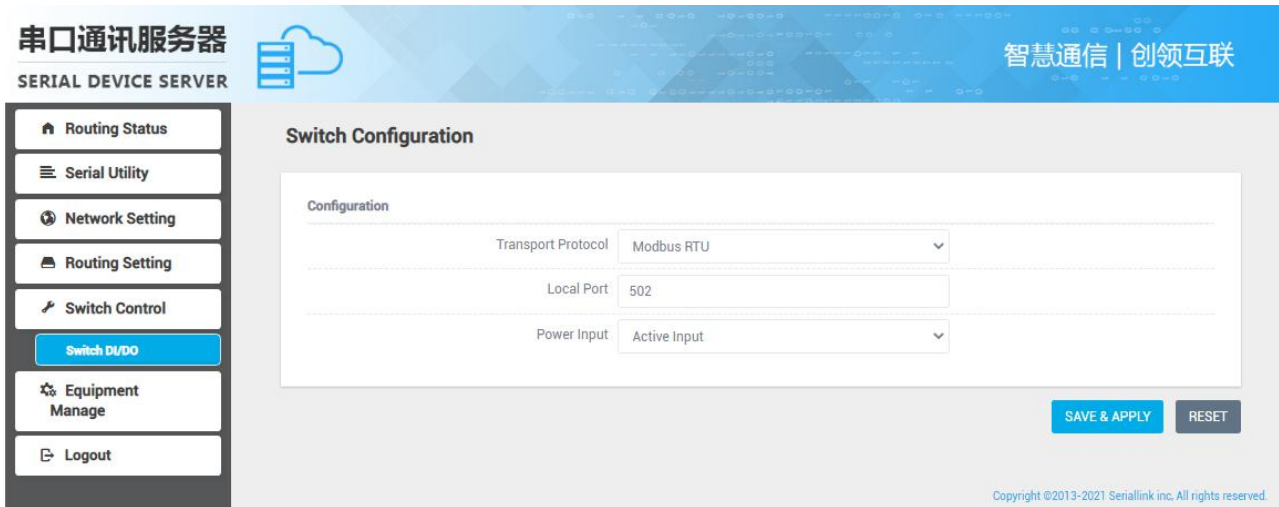 串口通讯服务器
SERIAL DEVICE SERVER
智慧通信 | 创领互联
Routing Status
Serial Utility
Network Setting
Routing Setting
Switch Control
Switch DI/DO
Equipment
Manage
Logout
Switch Configuration
Configuration
Transport Protocol Modbus RTU
Local Port 502
Power Input Active Input
SAVE & APPLY RESET
Copyright ©2013-2021 Seriallink inc, All rights reserved.